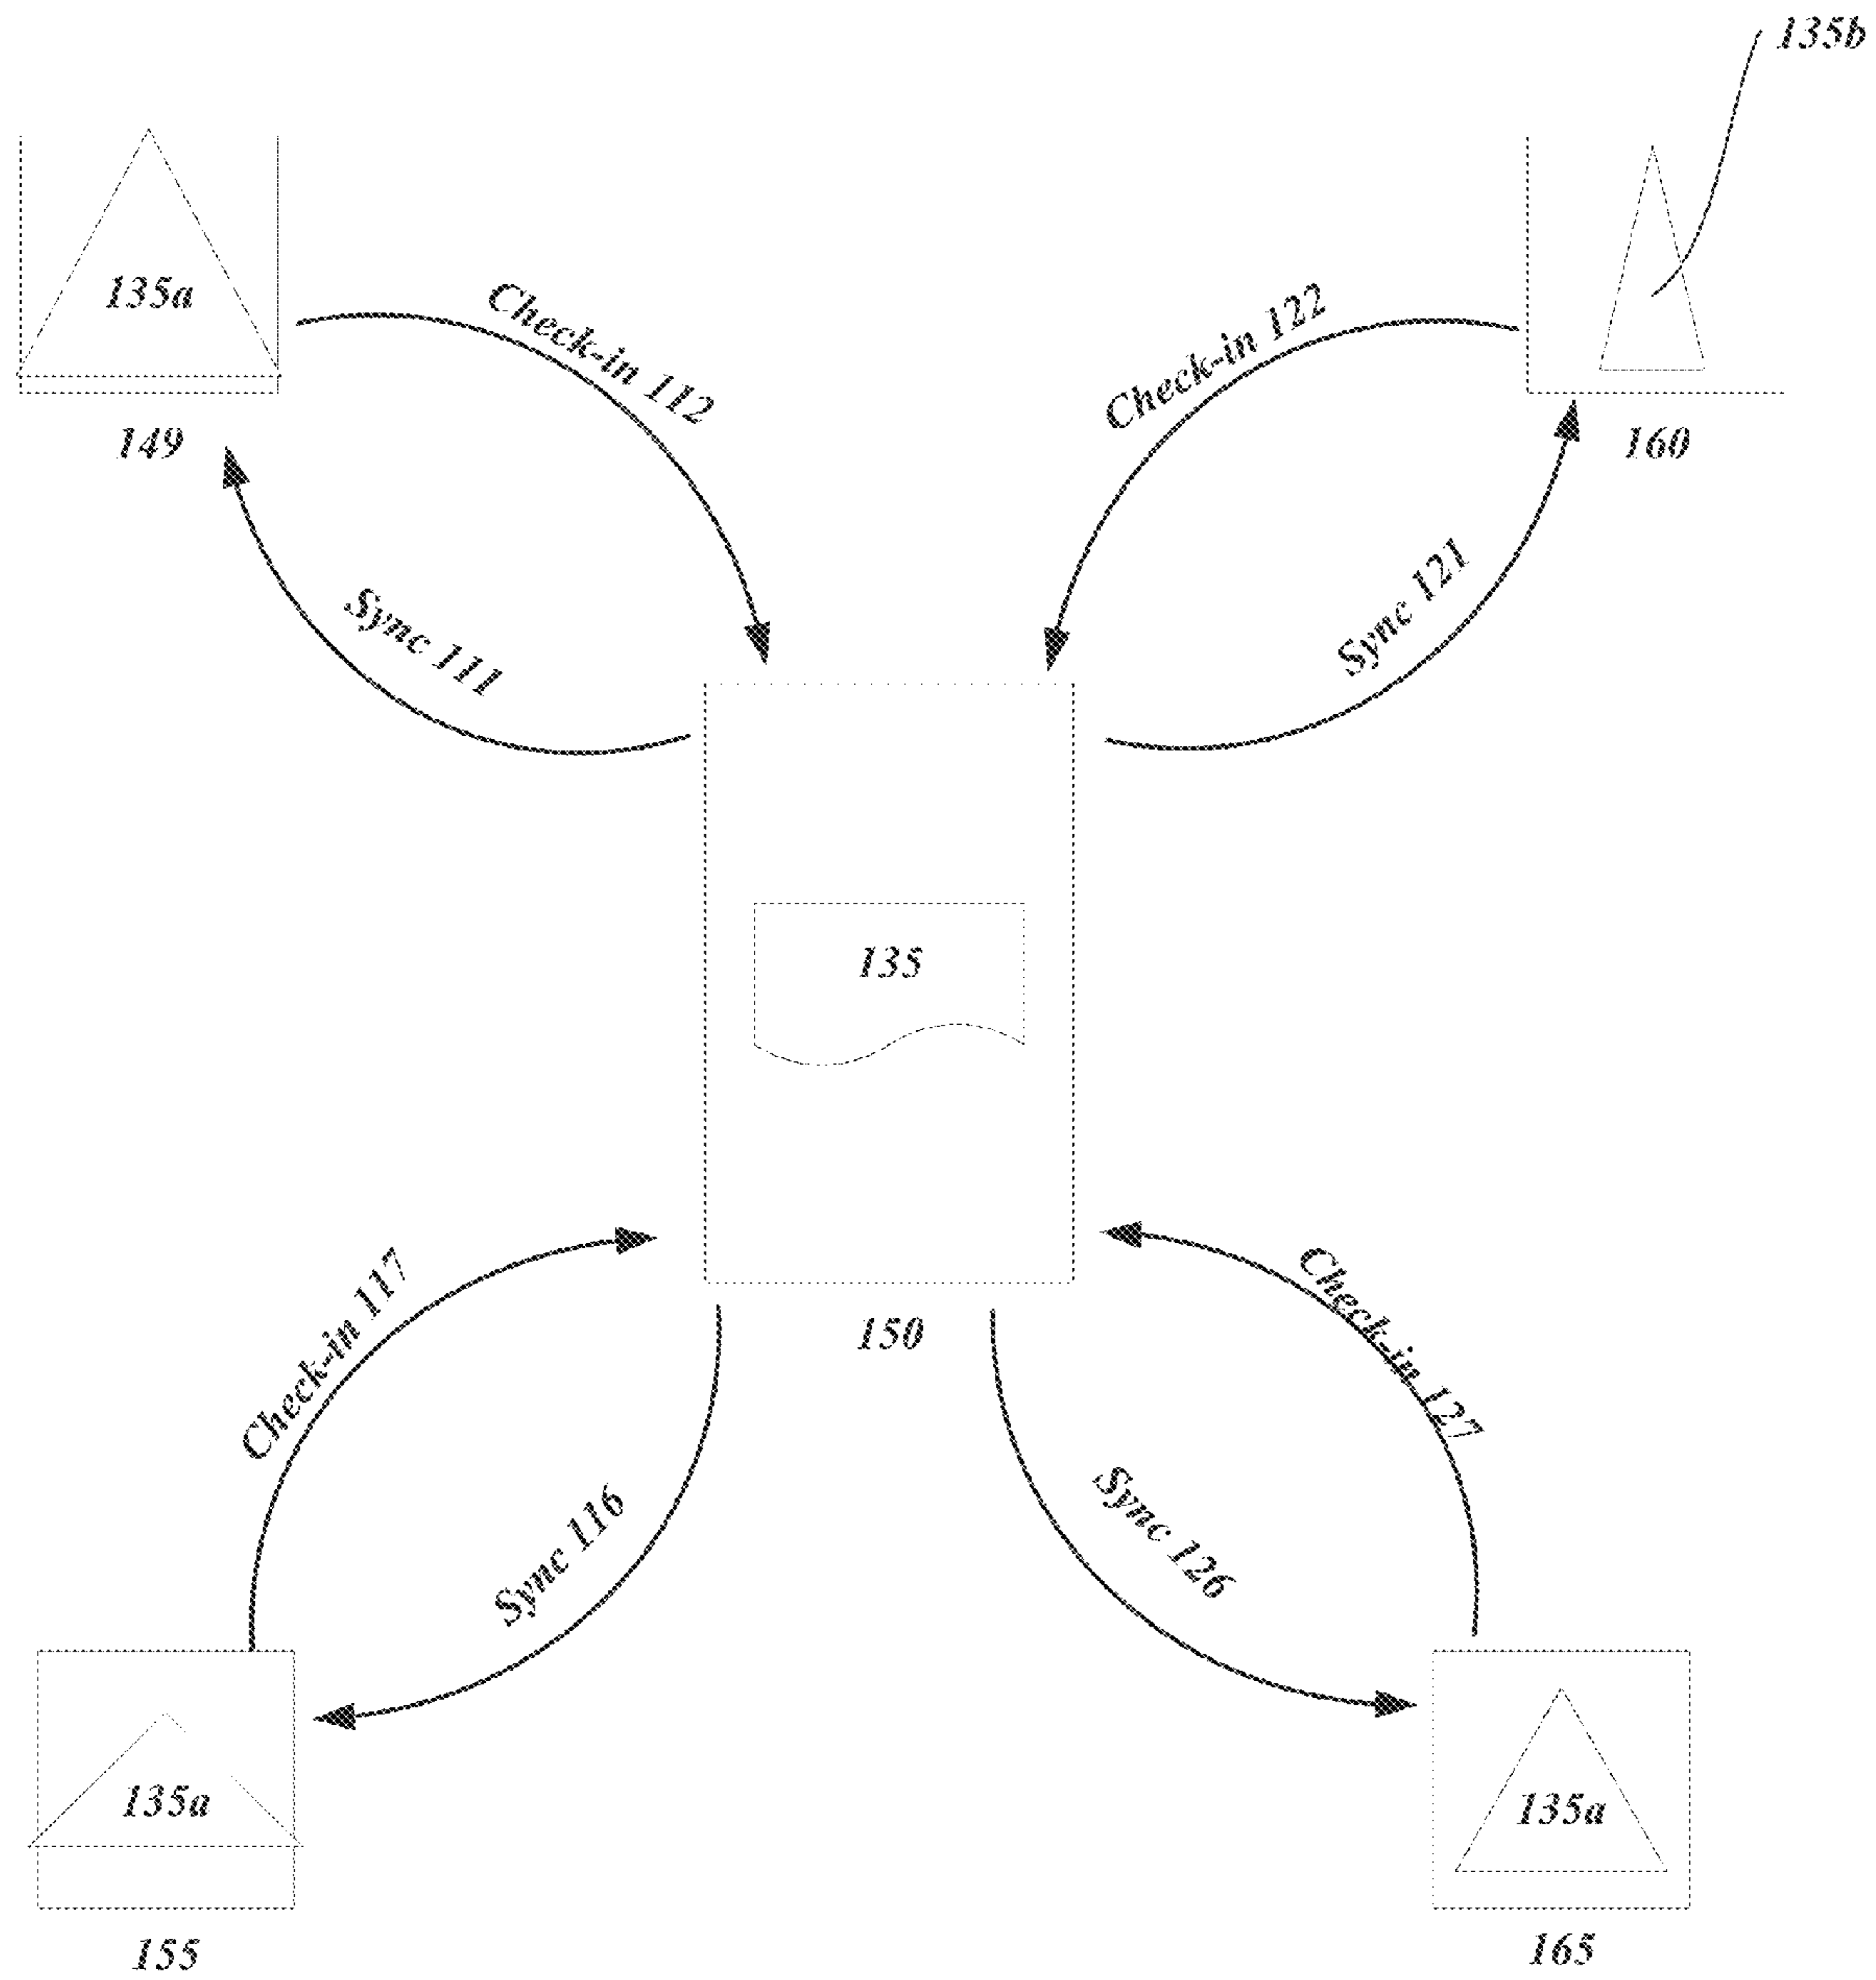 135b
135a
Check-in 112
Check-in 122
149
160
Sync 111
Sync 121
135
Check-in 117
150
Check-in 127
Sync 116
Sync 126
135a
135a
155
165